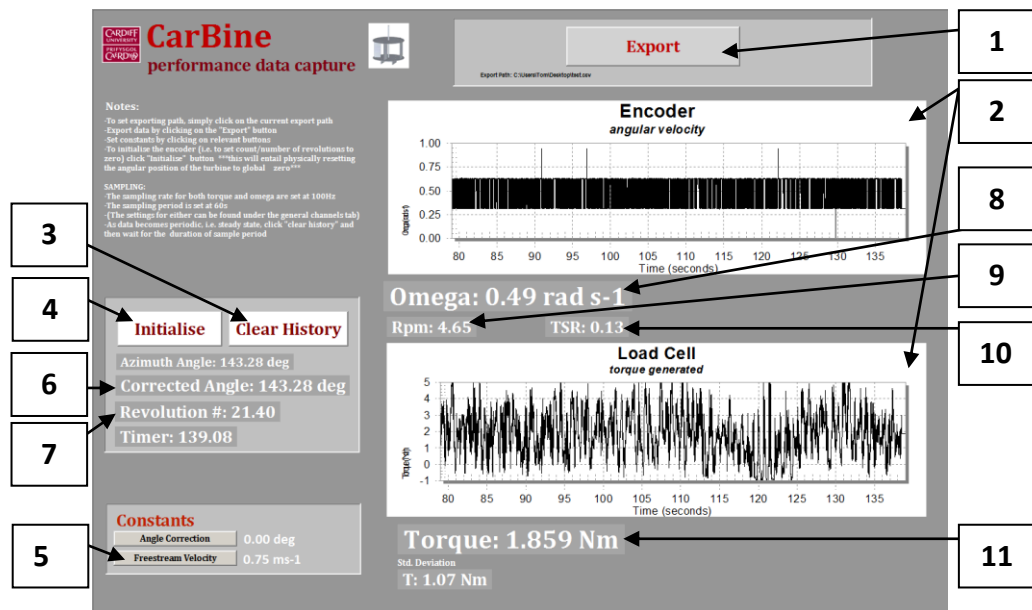 CARDIFF
UNIVERSITY
PRIFYSGOL
CAERDYDD
CarBine
performance data capture
Export
Export Path: C:\Users\Tom\Desktop\test.csv
1
2
Notes:
-To set exporting path, simply click on the current export path
-Export data by clicking on the "Export" button
-Set constants by clicking on relevant buttons
-To initialise the encoder (i.e. to set count/number of revolutions to
zero) click "Initialise" button ***this will entail physically resetting
the angular position of the turbine to global zero***
SAMPLING:
-The sampling rate for both torque and omega are set at 100Hz
-The sampling period is set at 60s
-(The settings for either can be found under the general channels tab)
-As data becomes periodic, i.e. steady state, click "clear history" and
then wait for the duration of sample period
Encoder
angular velocity
1.00
0.75
0.50
0.25
0.00
Omega(rad/s-1)
80 85 90 95 100 105 110 115 120 125 130 135
Time (seconds)
8
3
9
4
Omega: 0.49 rad s-1
Rpm: 4.65 TSR: 0.13
10
Initialise Clear History
Azimuth Angle: 143.28 deg
6
Corrected Angle: 143.28 deg
7
Revolution #: 21.40
Timer: 139.08
Load Cell
torque generated
5
4
3
2
1
0
-1
Torque(Nm)
80 85 90 95 100 105 110 115 120 125 130 135
Time (seconds)
Constants
Angle Correction 0.00 deg
5
Freestream Velocity 0.75 ms-1
Torque: 1.859 Nm
11
Std. Deviation
T: 1.07 Nm